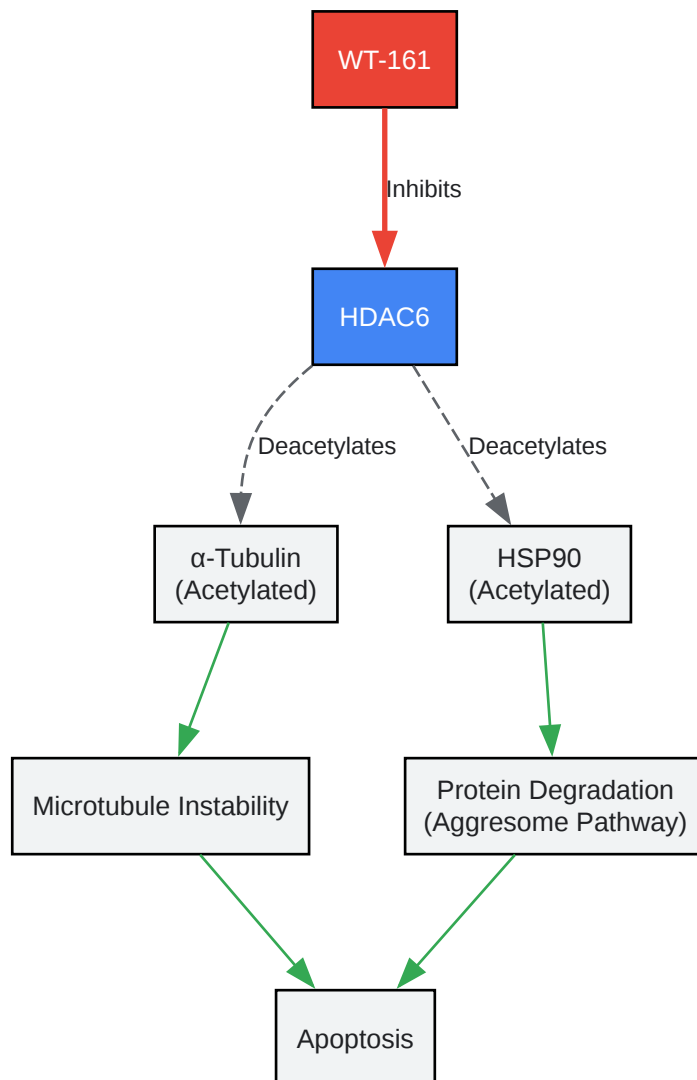 WT-161
Inhibits
HDAC6
Deacetylates
Deacetylates
α-Tubulin
(Acetylated)
HSP90
(Acetylated)
Microtubule Instability
Protein Degradation
(Aggresome Pathway)
Apoptosis